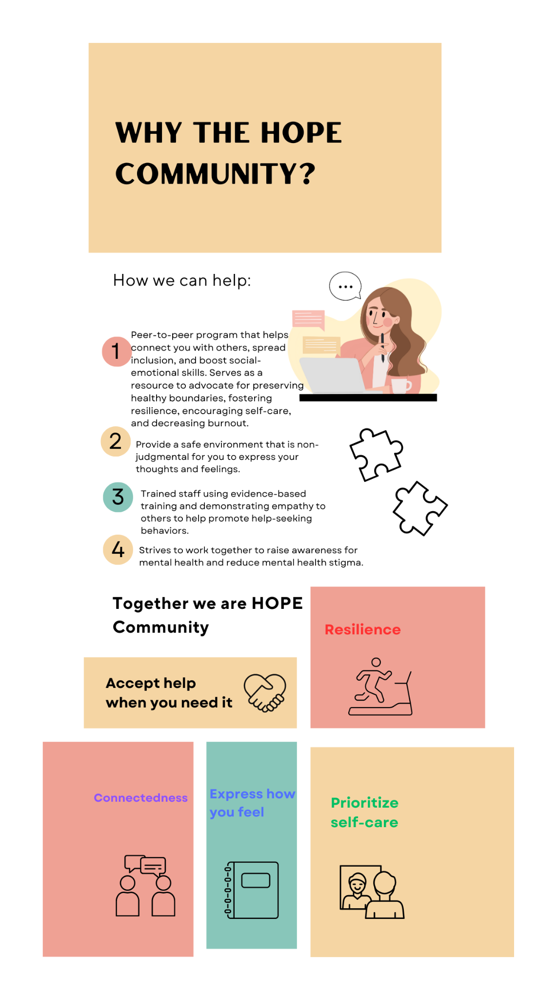 WHY THE HOPE
COMMUNITY?
How we can help:
1
Peer-to-peer program that helps
connect you with others, spread
inclusion, and boost social-
emotional skills. Serves as a
resource to advocate for preserving
healthy boundaries, fostering
resilience, encouraging self-care,
and decreasing burnout.
2
Provide a safe environment that is non-
judgmental for you to express your
thoughts and feelings.
3
Trained staff using evidence-based
training and demonstrating empathy to
others to help promote help-seeking
behaviors.
4
Strives to work together to raise awareness for
mental health and reduce mental health stigma.
Together we are HOPE
Community
Resilience
Accept help
when you need it
Connectedness
Express how
you feel
Prioritize
self-care